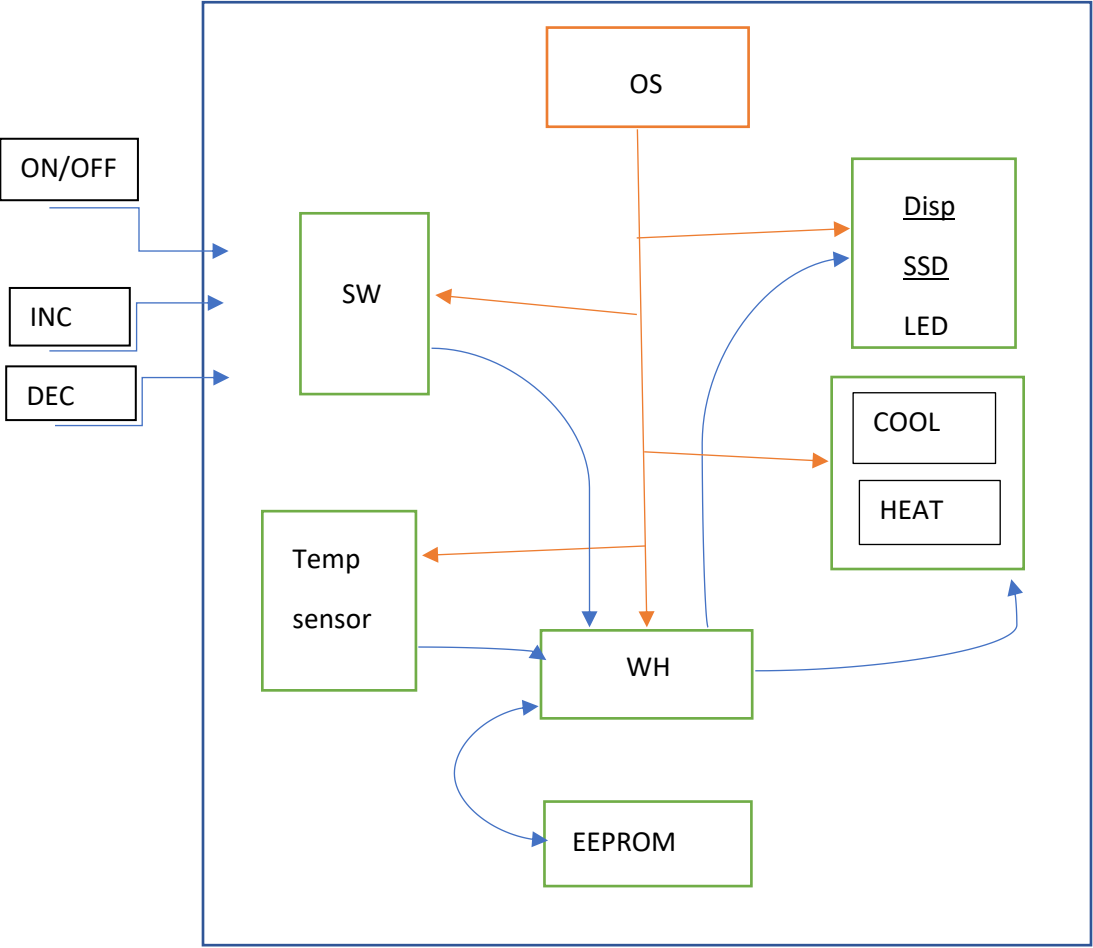 OS
ON/OFF
Disp
SSD
LED
SW
INC
DEC
COOL
HEAT
Temp
sensor
WH
EEPROM